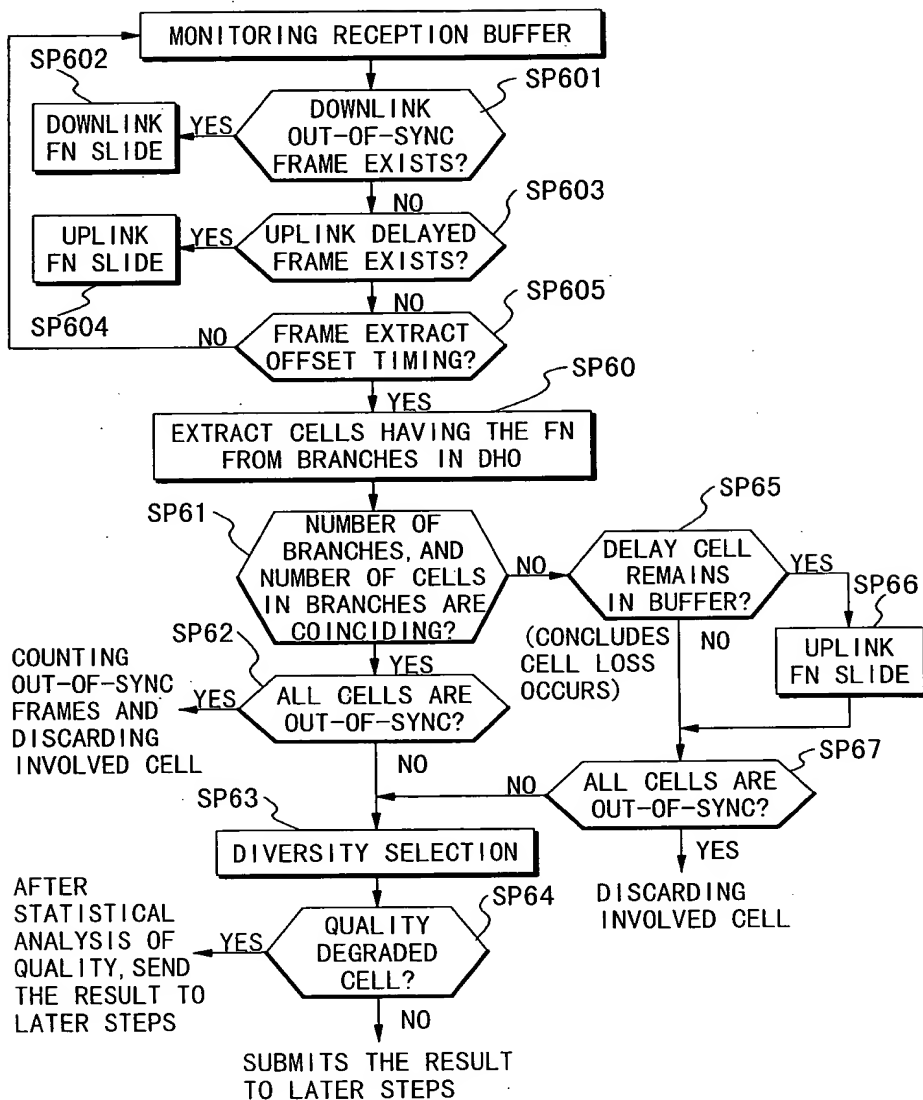 MONITORING RECEPTION BUFFER
SP602
SP601
DOWNLINK
FN SLIDE
YES
DOWNLINK
OUT-OF-SYNC
FRAME EXISTS?
NO
SP603
UPLINK
FN SLIDE
YES
UPLINK DELAYED
FRAME EXISTS?
SP604
NO
SP605
NO
FRAME EXTRACT
OFFSET TIMING?
YES
SP60
EXTRACT CELLS HAVING THE FN
FROM BRANCHES IN DHO
SP61
NUMBER OF
BRANCHES, AND
NUMBER OF CELLS
IN BRANCHES ARE
COINCIDING?
NO
SP65
DELAY CELL
REMAINS
IN BUFFER?
YES
SP66
UPLINK
FN SLIDE
(CONCLUDES
CELL LOSS
OCCURS)
NO
YES
SP62
COUNTING
OUT-OF-SYNC
FRAMES AND
DISCARDING
INVOLVED CELL
YES
ALL CELLS ARE
OUT-OF-SYNC?
NO
SP67
NO
ALL CELLS ARE
OUT-OF-SYNC?
YES
DISCARDING
INVOLVED CELL
SP63
DIVERSITY SELECTION
SP64
AFTER
STATISTICAL
ANALYSIS OF
QUALITY, SEND
THE RESULT TO
LATER STEPS
YES
QUALITY
DEGRADED
CELL?
NO
SUBMITS THE RESULT
TO LATER STEPS